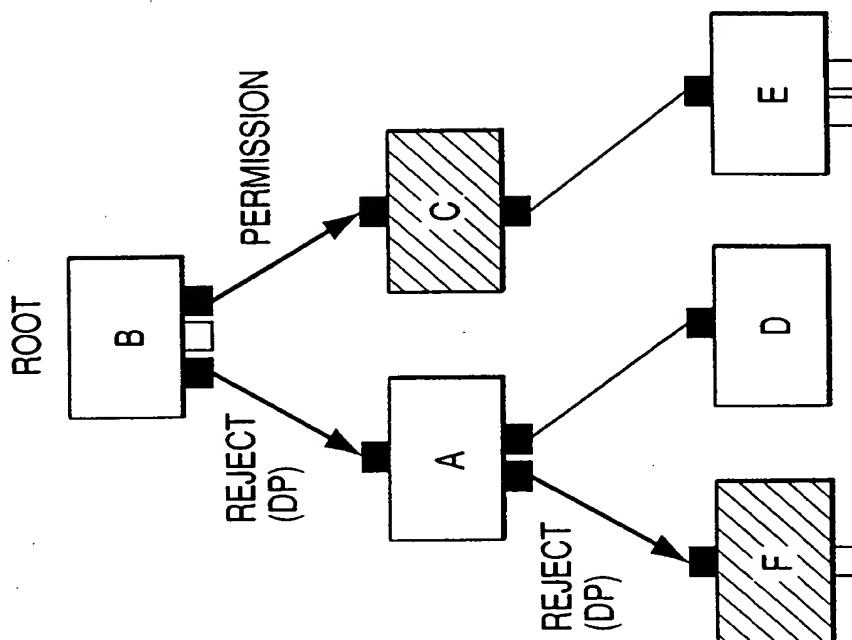 ROOT
B
REJECT
(DP)
PERMISSION
A
C
REJECT
(DP)
F
D
E